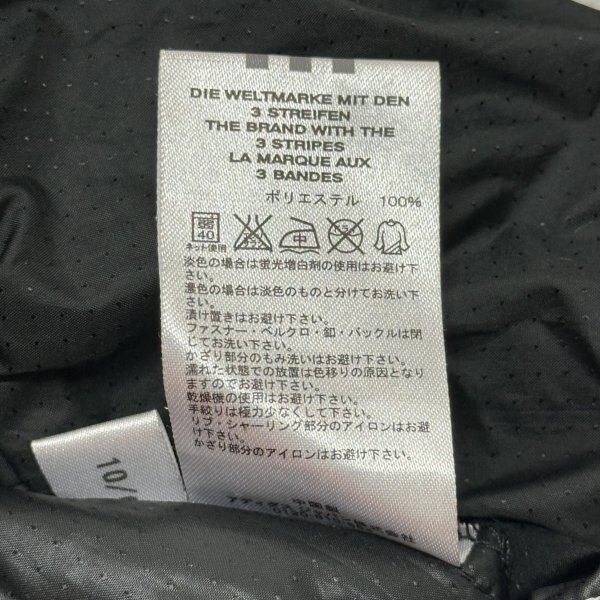 DIE WELTMARKE MIT DEN
3 STREIFEN
THE BRAND WITH THE
3 STRIPES
LA MARQUE AUX
3 BANDES
ポリエステル 100%
40
中
ネット使用
淡色の場合は蛍光増白剤の使用はお避け下
さい。
濃色の場合は淡色のものと分けてお洗い下
さい。
漬け置きはお避け下さい。
ファスナー・ベルクロ・釦・バックルは閉
じてお洗い下さい。
かざり部分のもみ洗いはお避け下さい。
濡れた状態での放置は色移りの原因となり
ますのでお避け下さい。
乾燥機の使用はお避け下さい。
手絞りは極力少なくして下さい。
リブ・シャーリング部分のアイロンはお避け
下さい。
かざり部分のアイロンはお避け下さい。
中国製
10/